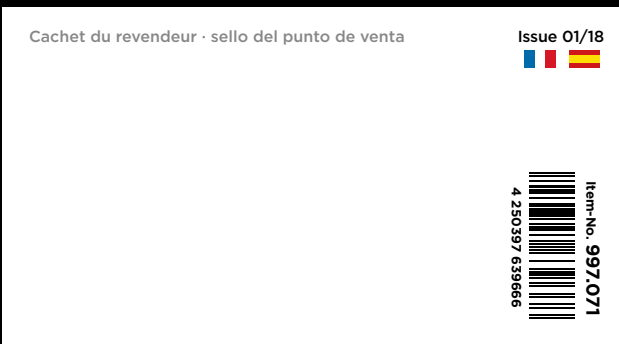 Cachet du revendeur · sello del punto de venta
Issue 01/18
Item-No. 997.071
4 250397 639666